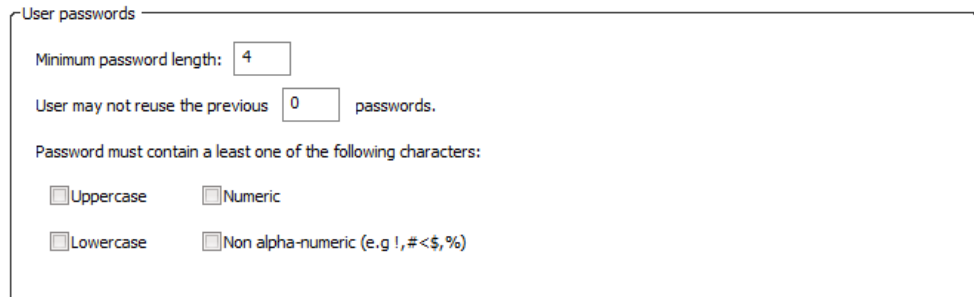 User passwords
Minimum password length: 4
User may not reuse the previous 0 passwords.
Password must contain a least one of the following characters:
Uppercase Numeric
Lowercase Non alpha-numeric (e.g !,#<$,%)